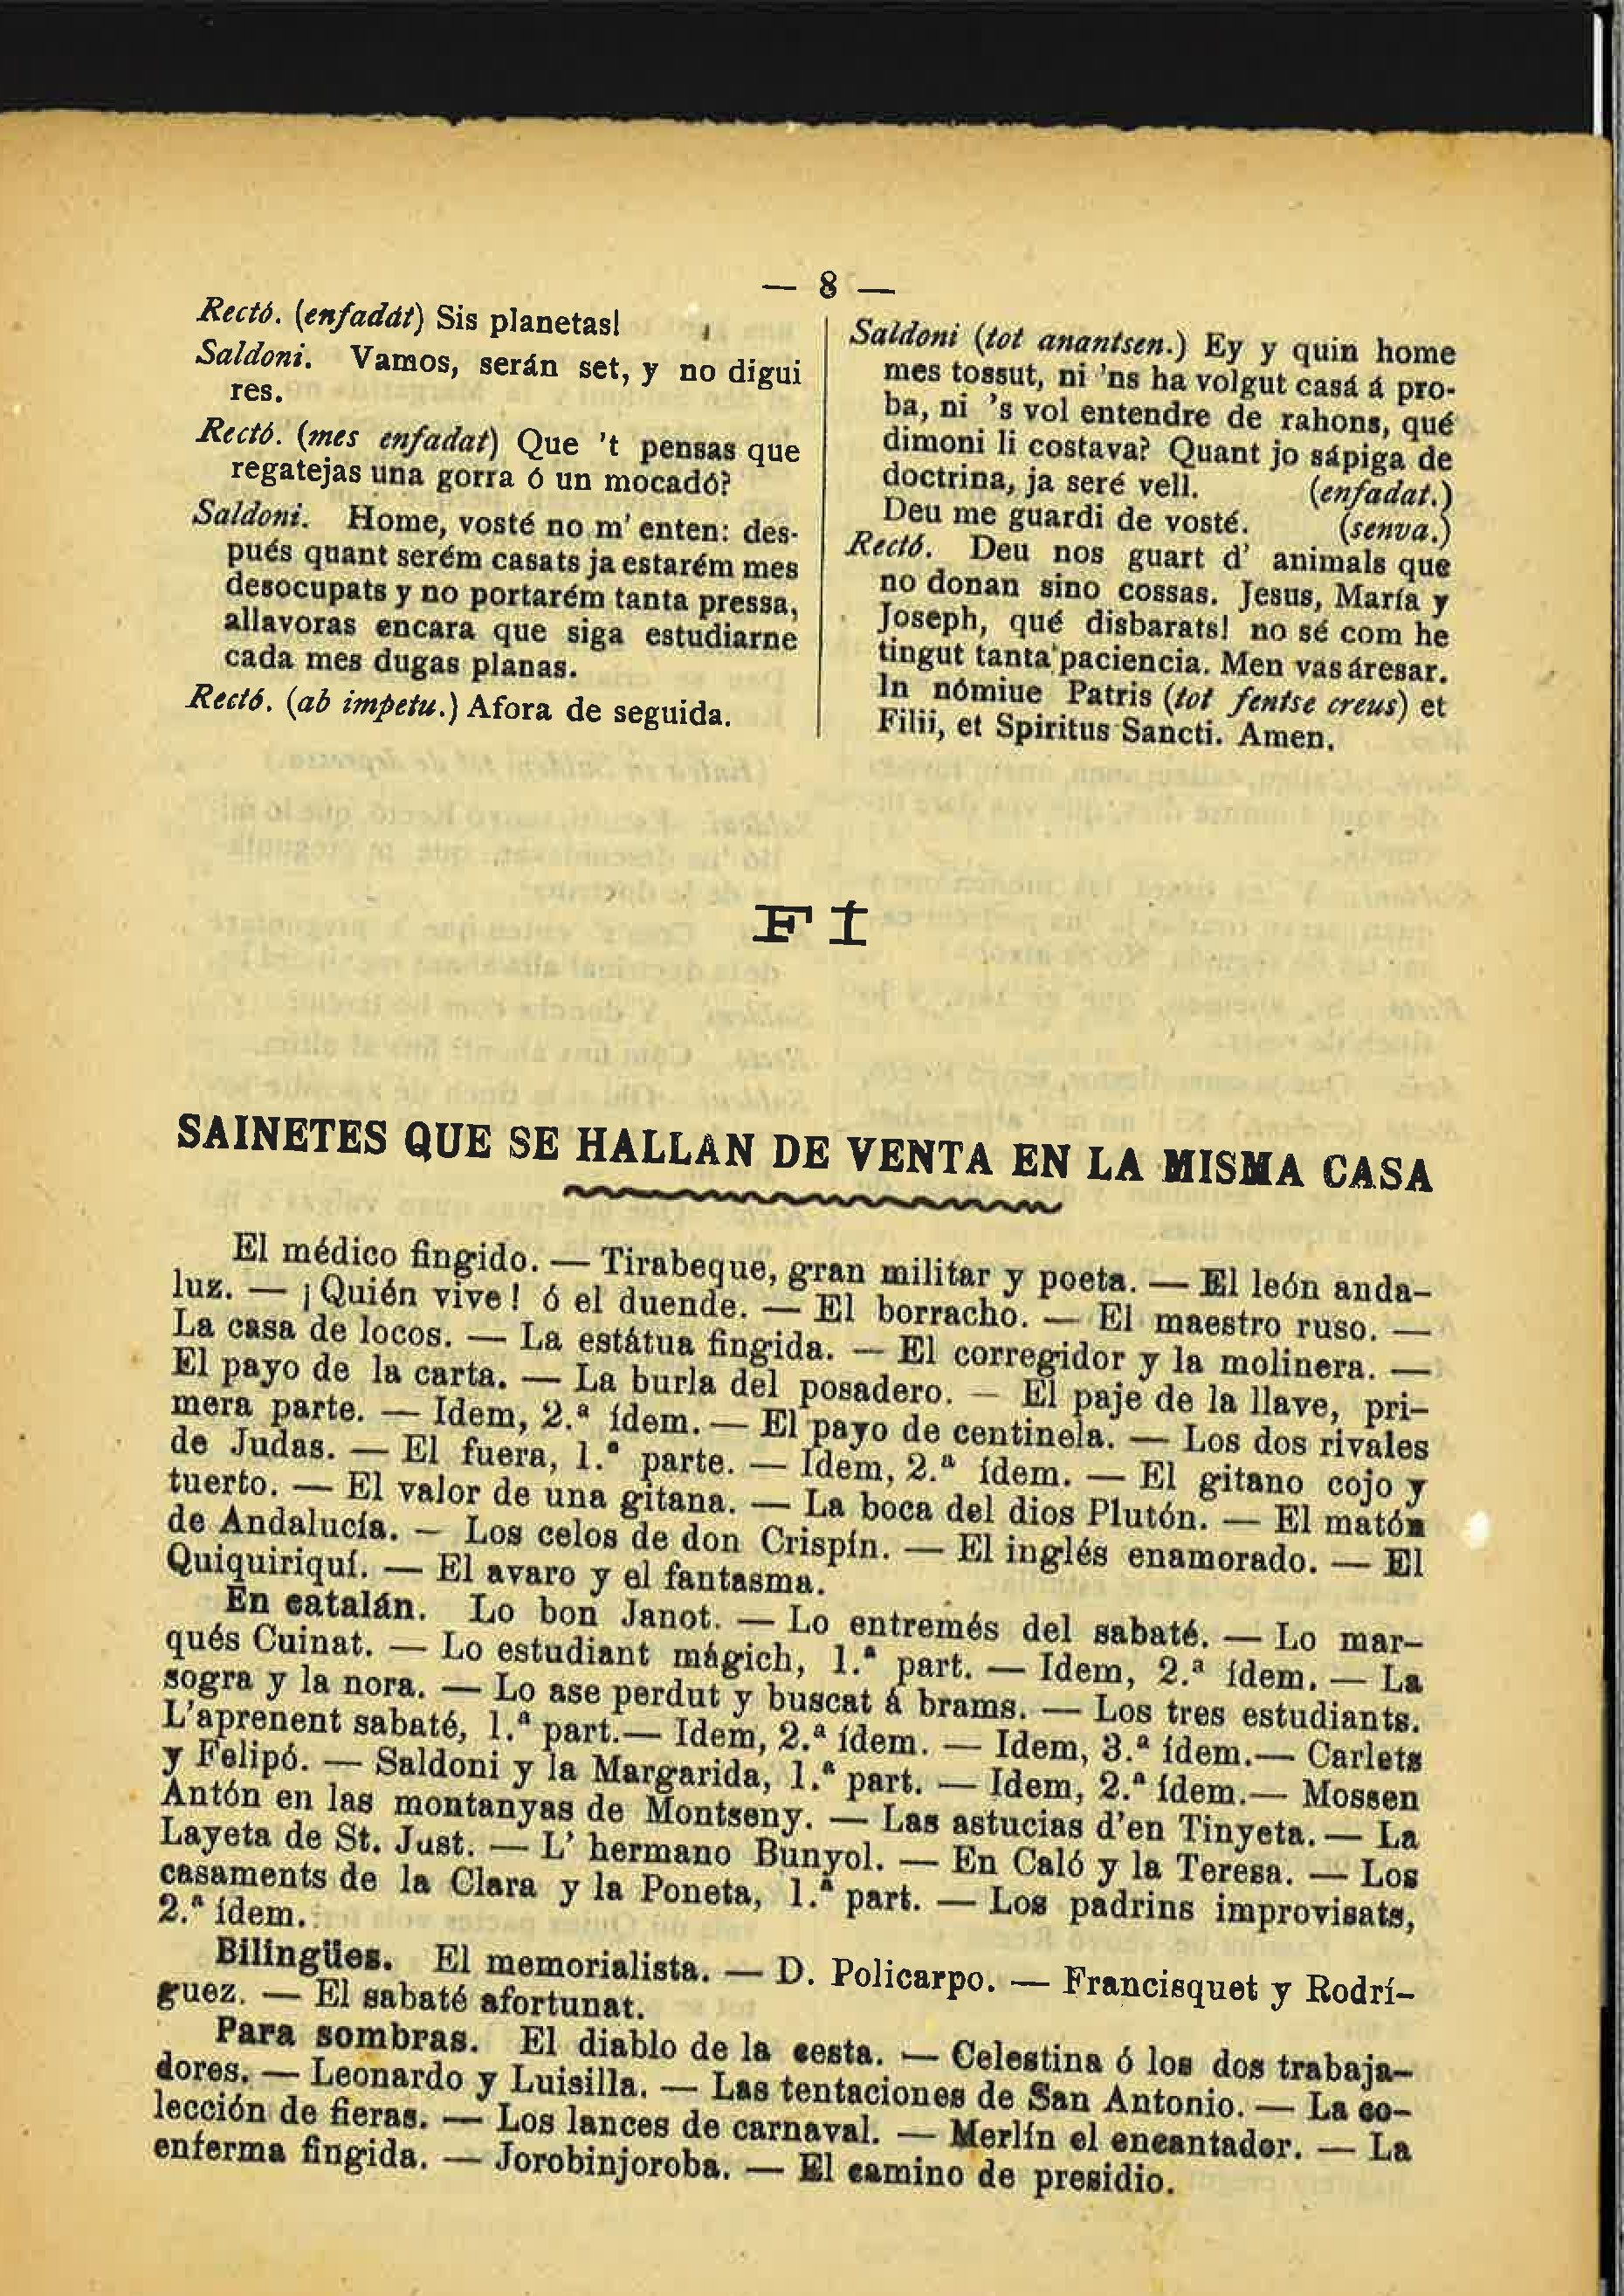 — 8 —
Rectó. (enfadát) Sis planetas!
Saldoni. Vamos, serán set, y no digui
res.
Rectó. (mes enfadat) Que 't pensas que
regatejas una gorra ó un mocadó?
Saldoni. Home, vosté no m' enten: des-
pués quant serém casats ja estarém mes
desocupats y no portarém tanta pressa,
allavoras encara que siga estudiarne
cada mes dugas planas.
Rectó. (ab impetu.) Afora de seguida.
Saldoni (tot anantsen.) Ey y quin home
mes tossut, ni 'ns ha volgut casá á pro-
ba, ni 's vol entendre de rahons, qué
dimoni li costava? Quant jo sápiga de
doctrina, ja seré vell. (enfadat.)
Deu me guardi de vosté. (senva.)
Rectó. Deu nos guart d' animals que
no donan sino cossas. Jesus, María y
Joseph, qué disbarats! no sé com he
tingut tanta paciencia. Men vas áresar.
In nómiue Patris (tot fentse creus) et
Filii, et Spiritus Sancti. Amen.
FI
SAINETES QUE SE HALLAN DE VENTA EN LA MISMA CASA
El médico fingido. — Tirabeque, gran militar y poeta. — El león anda-
luz. — ¡Quién vive! ó el duende. — El borracho. — El maestro ruso. —
La casa de locos. — La estátua fingida. — El corregidor y la molinera. —
El payo de la carta. — La burla del posadero. — El paje de la llave, pri-
mera parte. — Idem, 2.ª ídem. — El payo de centinela. — Los dos rivales
de Judas. — El fuera, 1.ª parte. — Idem, 2.ª ídem. — El gitano cojo y
tuerto. — El valor de una gitana. — La boca del dios Plutón. — El matón
de Andalucía. — Los celos de don Crispín. — El inglés enamorado. — El
Quiquiriquí. — El avaro y el fantasma.
En catalán. Lo bon Janot. — Lo entremés del sabaté. — Lo mar-
qués Cuinat. — Lo estudiant mágich, 1.ª part. — Idem, 2.ª ídem. — La
sogra y la nora. — Lo ase perdut y buscat á brams. — Los tres estudiants.
L'aprenent sabaté, 1.ª part.— Idem, 2.ª ídem. — Idem, 3.ª ídem.— Carlets
y Felipó. — Saldoni y la Margarida, 1.ª part. — Idem, 2.ª ídem.— Mossen
Antón en las montanyas de Montseny. — Las astucias d'en Tinyeta. — La
Layeta de St. Just. — L' hermano Bunyol. — En Caló y la Teresa. — Los
casaments de la Clara y la Poneta, 1.ª part. — Los padrins improvisats,
2.ª ídem.
Bilingües. El memorialista. — D. Policarpo. — Francisquet y Rodrí-
guez. — El sabaté afortunat.
Para sombras. El diablo de la cesta. — Celestina ó los dos trabaja-
dores. — Leonardo y Luisilla. — Las tentaciones de San Antonio. — La co-
lección de fieras. — Los lances de carnaval. — Merlín el encantador. — La
enferma fingida. — Jorobinjoroba. — El camino de presidio.